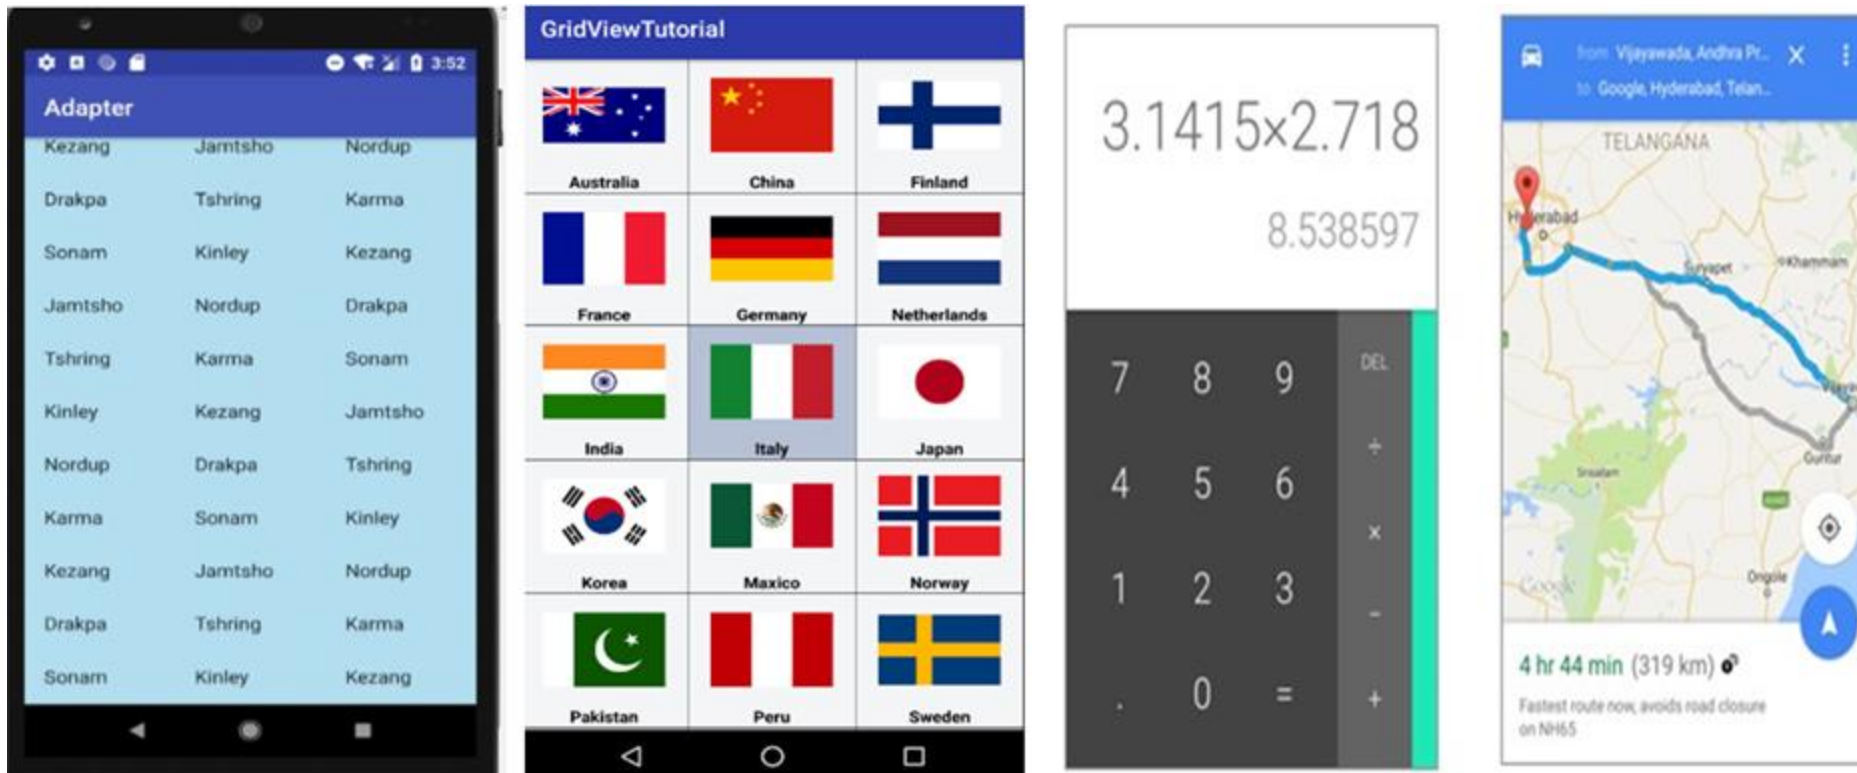 3:52
Adapter
Kezang Jamtsho Nordup
Drakpa Tshring Karma
Sonam Kinley Kezang
Jamtsho Nordup Drakpa
Tshring Karma Sonam
Kinley Kezang Jamtsho
Nordup Drakpa Tshring
Karma Sonam Kinley
Kezang Jamtsho Nordup
Drakpa Tshring Karma
Sonam Kinley Kezang
GridViewTutorial
Australia China Finland
France Germany Netherlands
India Italy Japan
Korea Maxico Norway
Pakistan Peru Sweden
3.1415×2.718
8.538597
7 8 9 DEL
÷
4 5 6
×
1 2 3
−
. 0 = +
from Vijayawada, Andhra Pr...
to Google, Hyderabad, Telan...
TELANGANA
Suryapet
Khammam
Guntur
Srisailam
Ongole
Google
4 hr 44 min (319 km)
Fastest route now, avoids road closure
on NH65